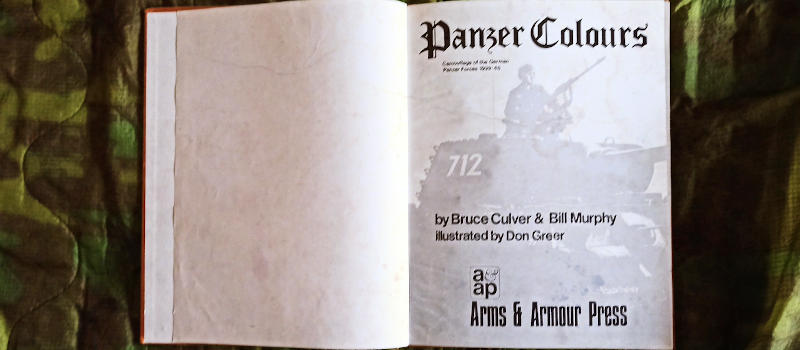 Panzer Colours
Camouflage of the German
Panzer Forces 1939-45
712
by Bruce Culver & Bill Murphy
illustrated by Don Greer
a&
ap
Arms & Armour Press